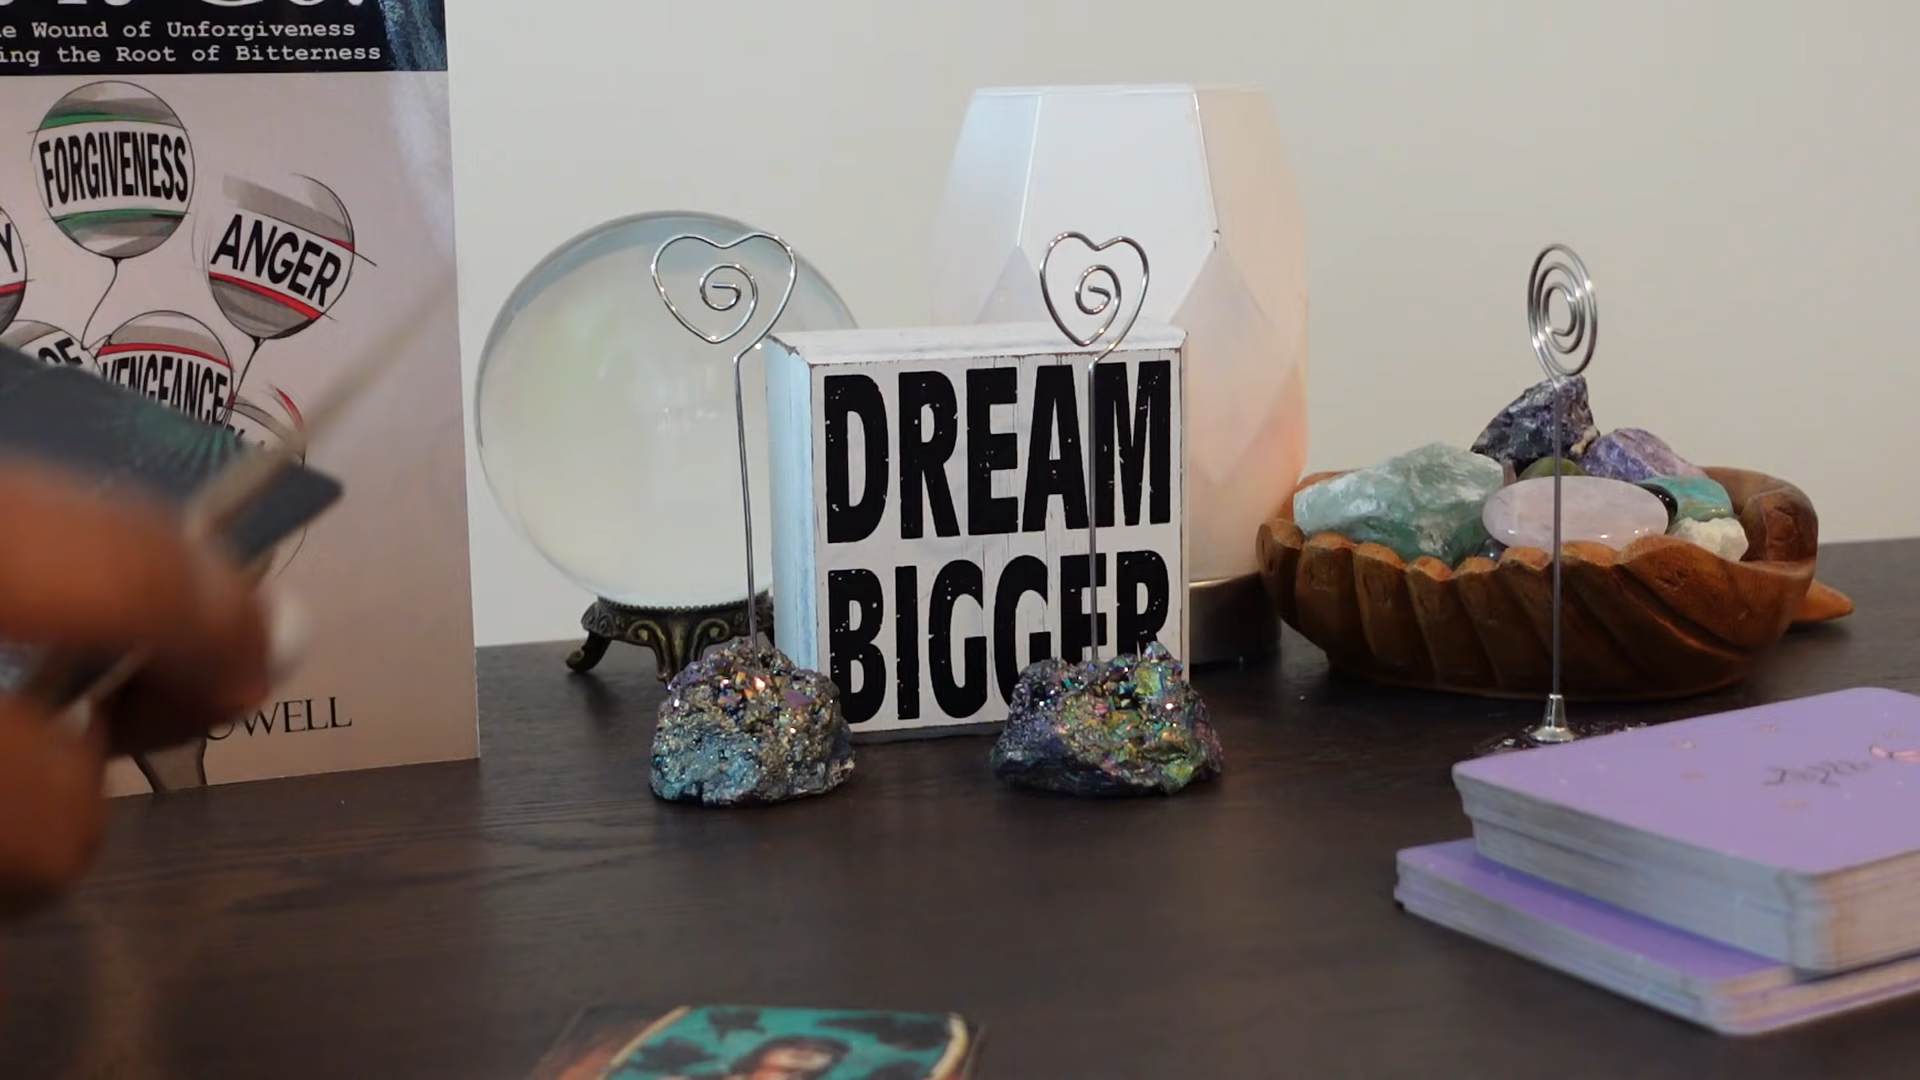 e Wound of Unforgiveness
ing the Root of Bitterness
FORGIVENESS
ANGER
Y
VENGEANCE
OWELL
DREAM
BIGGER